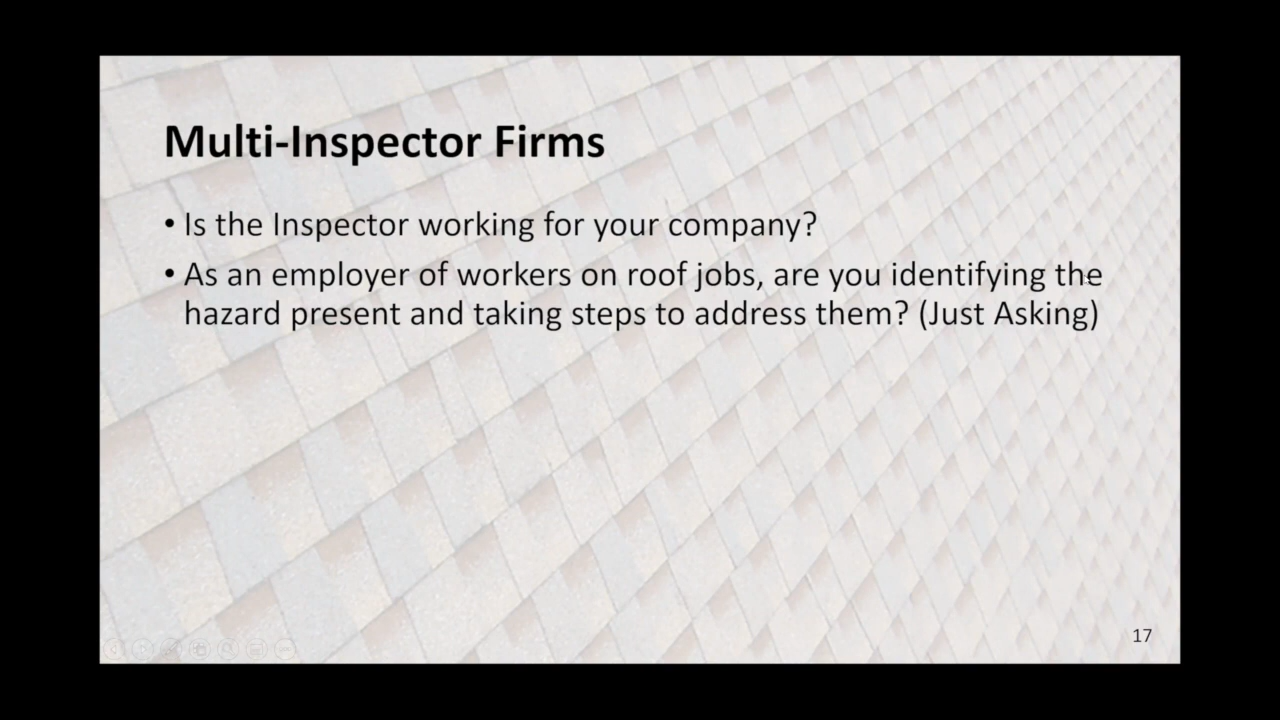 Multi-Inspector Firms
• Is the Inspector working for your company?
• As an employer of workers on roof jobs, are you identifying the
hazard present and taking steps to address them? (Just Asking)
17